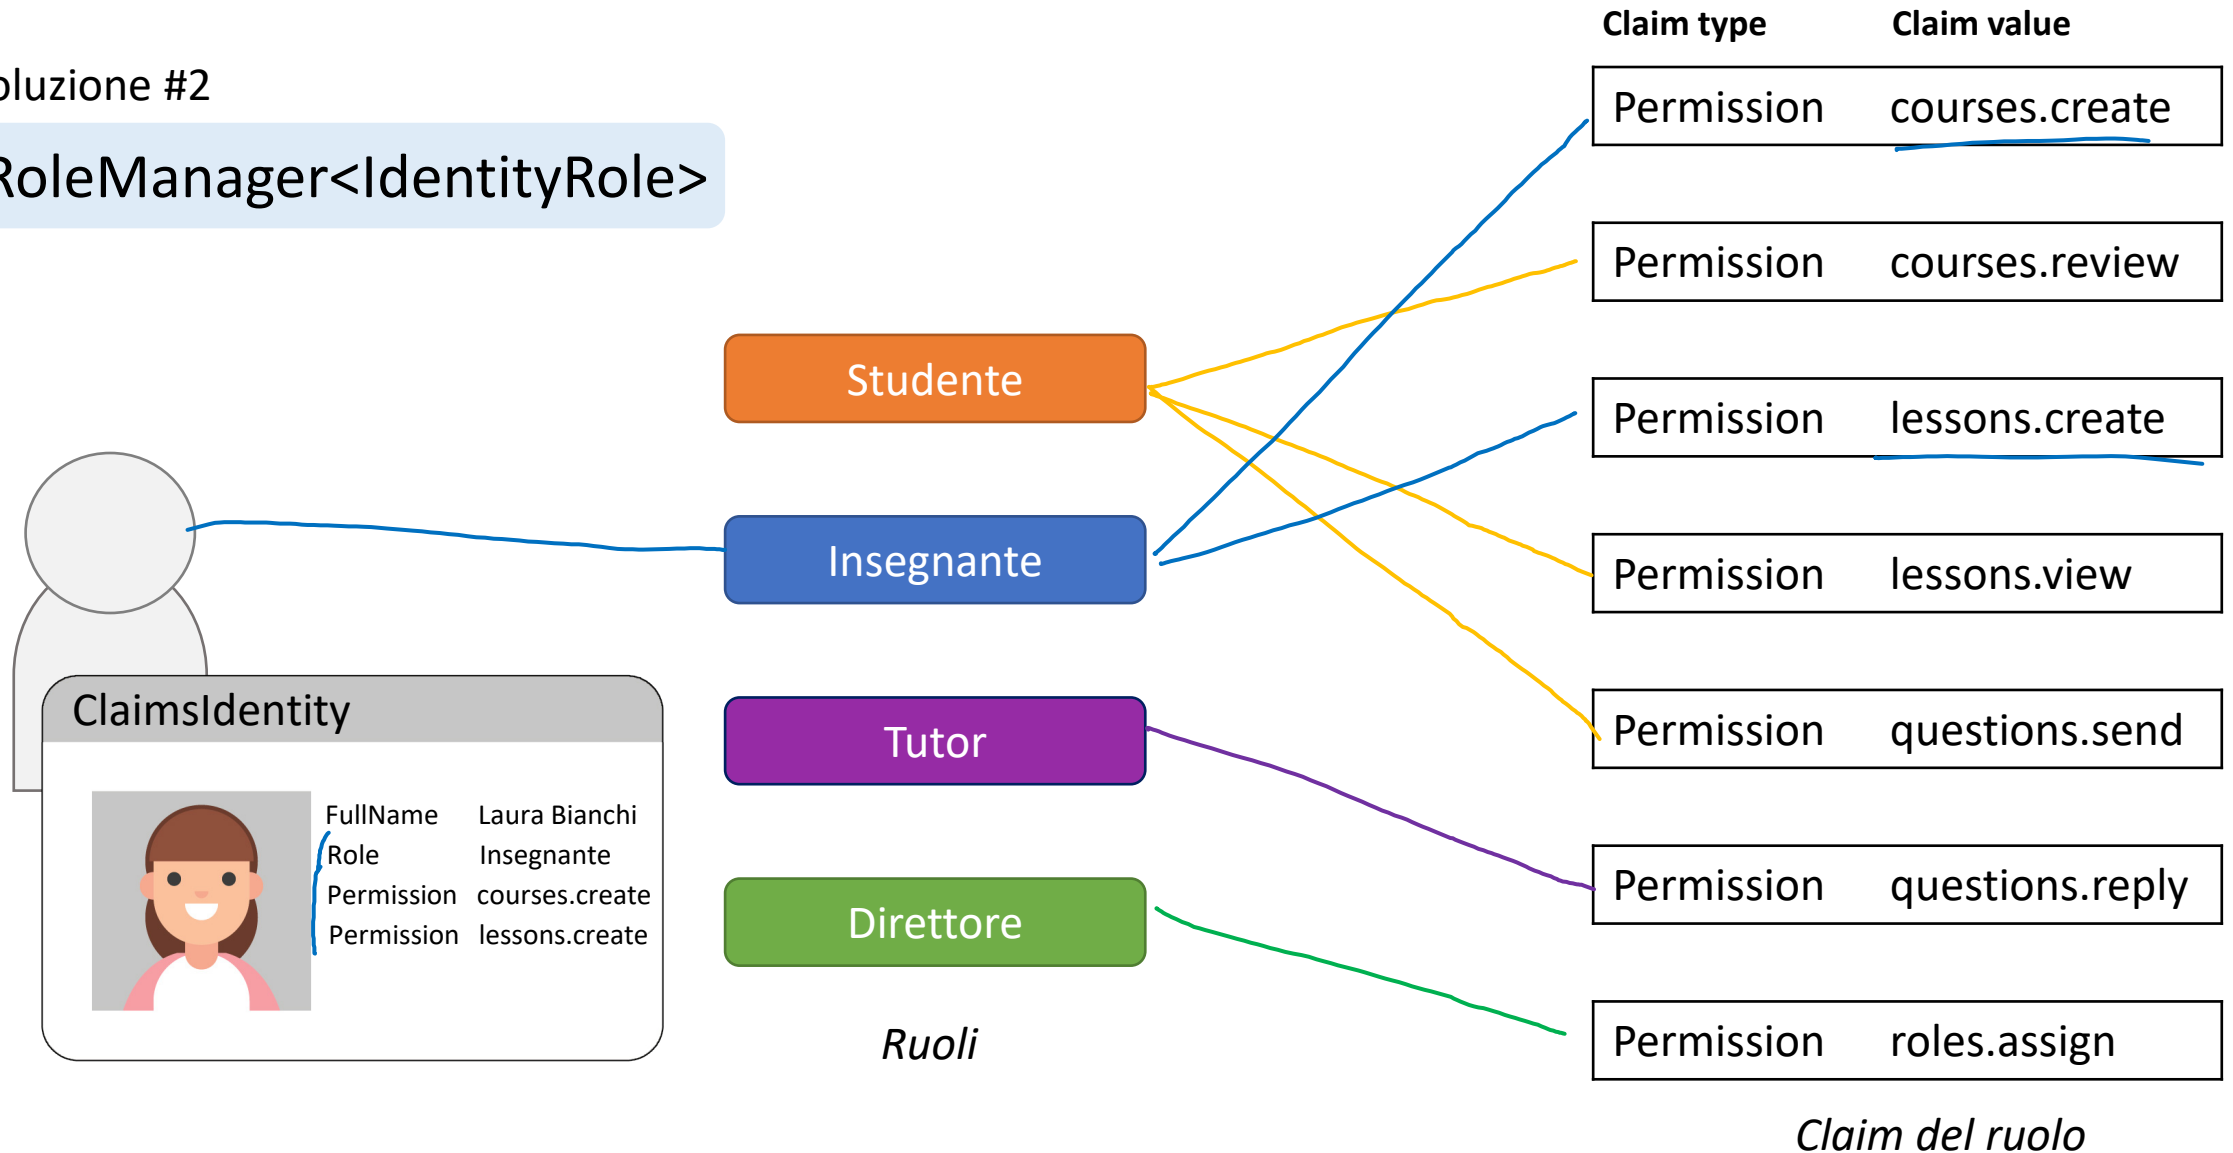 Claim type Claim value
oluzione #2
RoleManager<IdentityRole>
Permission courses.create
Permission courses.review
Permission lessons.create
Permission lessons.view
Permission questions.send
Permission questions.reply
Permission roles.assign
Claim del ruolo
Studente
Insegnante
Tutor
Direttore
Ruoli
ClaimsIdentity
FullName Laura Bianchi
Role Insegnante
Permission courses.create
Permission lessons.create